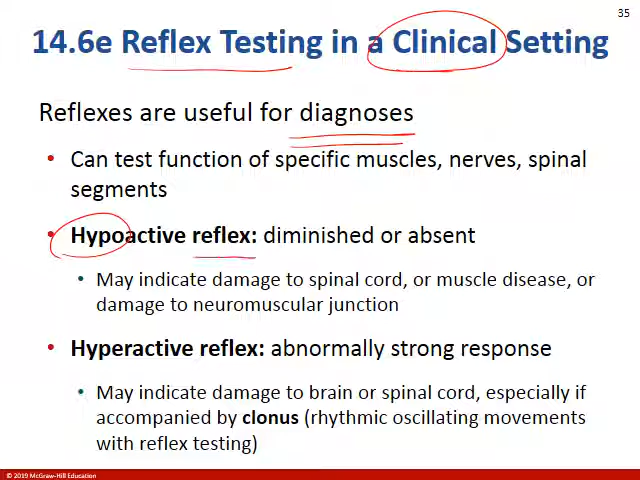 35
14.6e Reflex Testing in a Clinical Setting
Reflexes are useful for diagnoses
• Can test function of specific muscles, nerves, spinal
segments
• Hypoactive reflex: diminished or absent
• May indicate damage to spinal cord, or muscle disease, or
damage to neuromuscular junction
• Hyperactive reflex: abnormally strong response
• May indicate damage to brain or spinal cord, especially if
accompanied by clonus (rhythmic oscillating movements
with reflex testing)
© 2019 McGraw-Hill Education